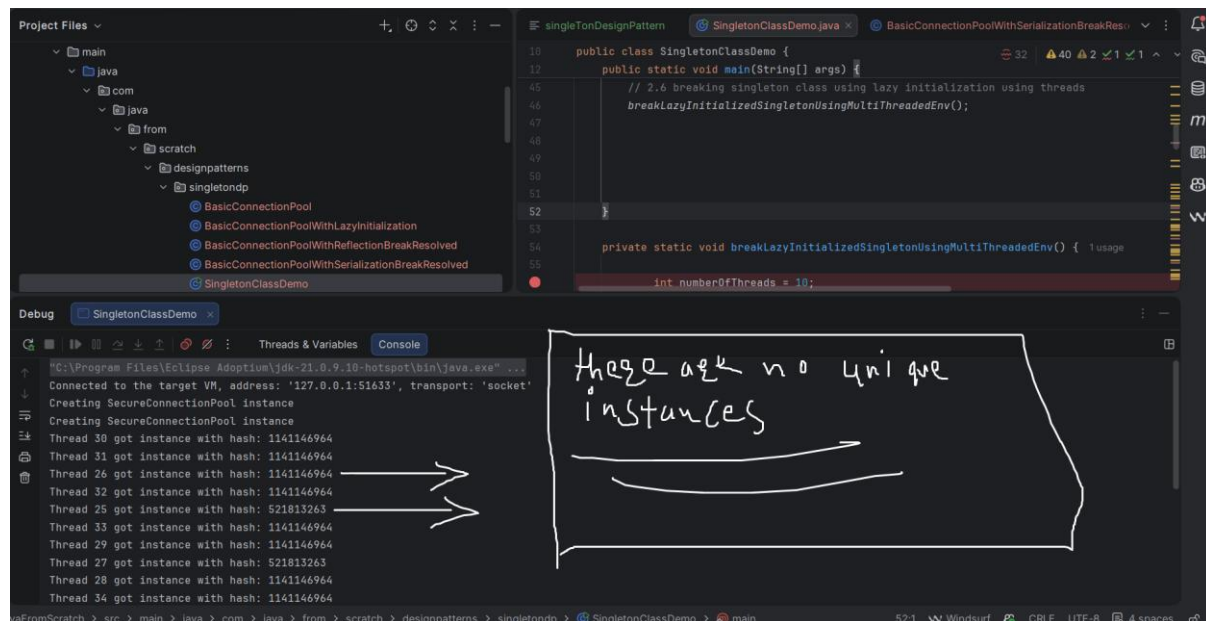 Project Files
singleTonDesignPattern
SingletonClassDemo.java
BasicConnectionPoolWithSerializationBreakReso
main
java
com
java
from
scratch
designpatterns
singletondp
BasicConnectionPool
BasicConnectionPoolWithLazyInitialization
BasicConnectionPoolWithReflectionBreakResolved
BasicConnectionPoolWithSerializationBreakResolved
SingletonClassDemo
32 40 2 1 1
10 public class SingletonClassDemo {
12 public static void main(String[] args) {
45 // 2.6 breaking singleton class using lazy initialization using threads
46 breakLazyInitializedSingletonUsingMultiThreadedEnv();
47
48
49
50
51
52 }
53
54 private static void breakLazyInitializedSingletonUsingMultiThreadedEnv() { 1 usage
55
int numberOfThreads = 10;
Debug SingletonClassDemo
Threads & Variables Console
"C:\Program Files\Eclipse Adoptium\jdk-21.0.9.10-hotspot\bin\java.exe" ...
Connected to the target VM, address: '127.0.0.1:51633', transport: 'socket'
Creating SecureConnectionPool instance
Creating SecureConnectionPool instance
Thread 30 got instance with hash: 1141146964
Thread 31 got instance with hash: 1141146964
Thread 26 got instance with hash: 1141146964
Thread 32 got instance with hash: 1141146964
Thread 25 got instance with hash: 521813263
Thread 33 got instance with hash: 1141146964
Thread 29 got instance with hash: 1141146964
Thread 27 got instance with hash: 521813263
Thread 28 got instance with hash: 1141146964
Thread 34 got instance with hash: 1141146964
there are no unique
instances
vaFromScratch > src > main > java > com > java > from > scratch > designpatterns > singletondp > SingletonClassDemo > main
52:1 Windsurf CRLF UTF-8 4 spaces